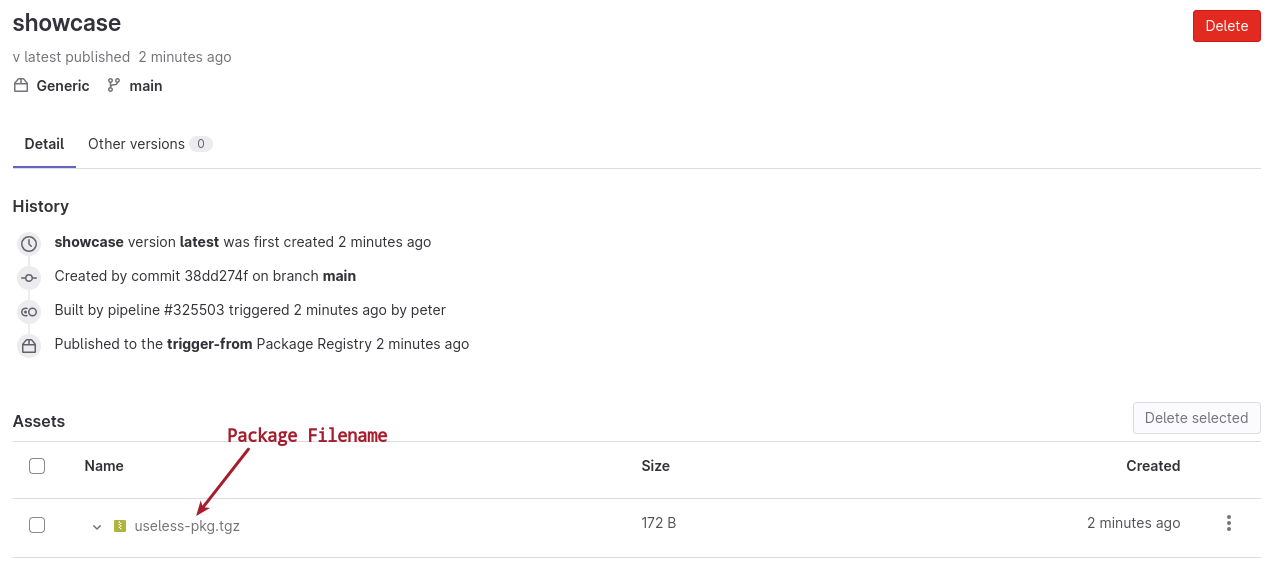 showcase
Delete
v latest published 2 minutes ago
Generic main
Detail Other versions 0
History
showcase version latest was first created 2 minutes ago
Created by commit 38dd274f on branch main
Built by pipeline #325503 triggered 2 minutes ago by peter
Published to the trigger-from Package Registry 2 minutes ago
Assets
Delete selected
Package Filename
Name Size Created
useless-pkg.tgz 172 B 2 minutes ago